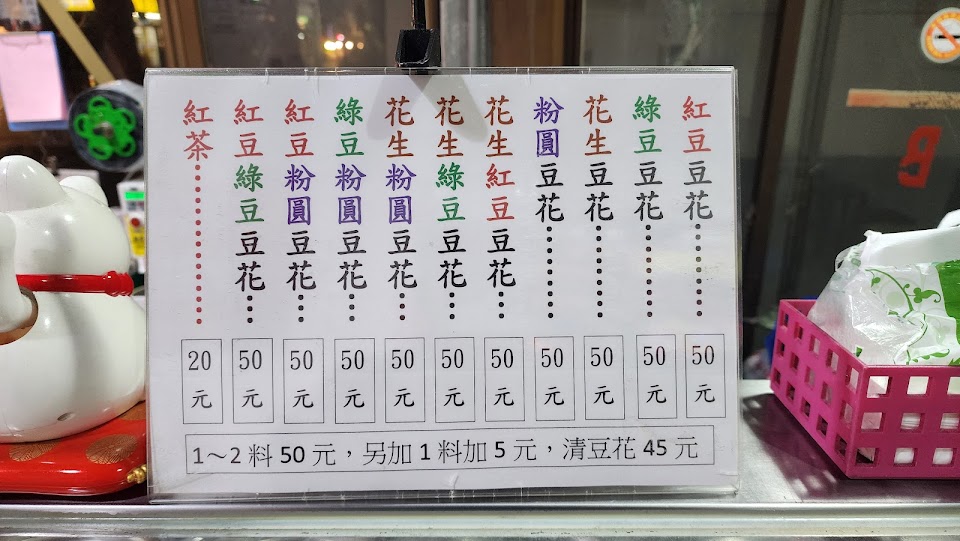 紅豆豆花……50元
綠豆豆花……50元
花生豆花……50元
粉圓豆花……50元
花生紅豆豆花…50元
花生綠豆豆花…50元
花生粉圓豆花…50元
綠豆粉圓豆花…50元
紅豆粉圓豆花…50元
紅豆綠豆豆花…50元
紅茶……20元
1～2料50元，另加1料加5元，清豆花45元